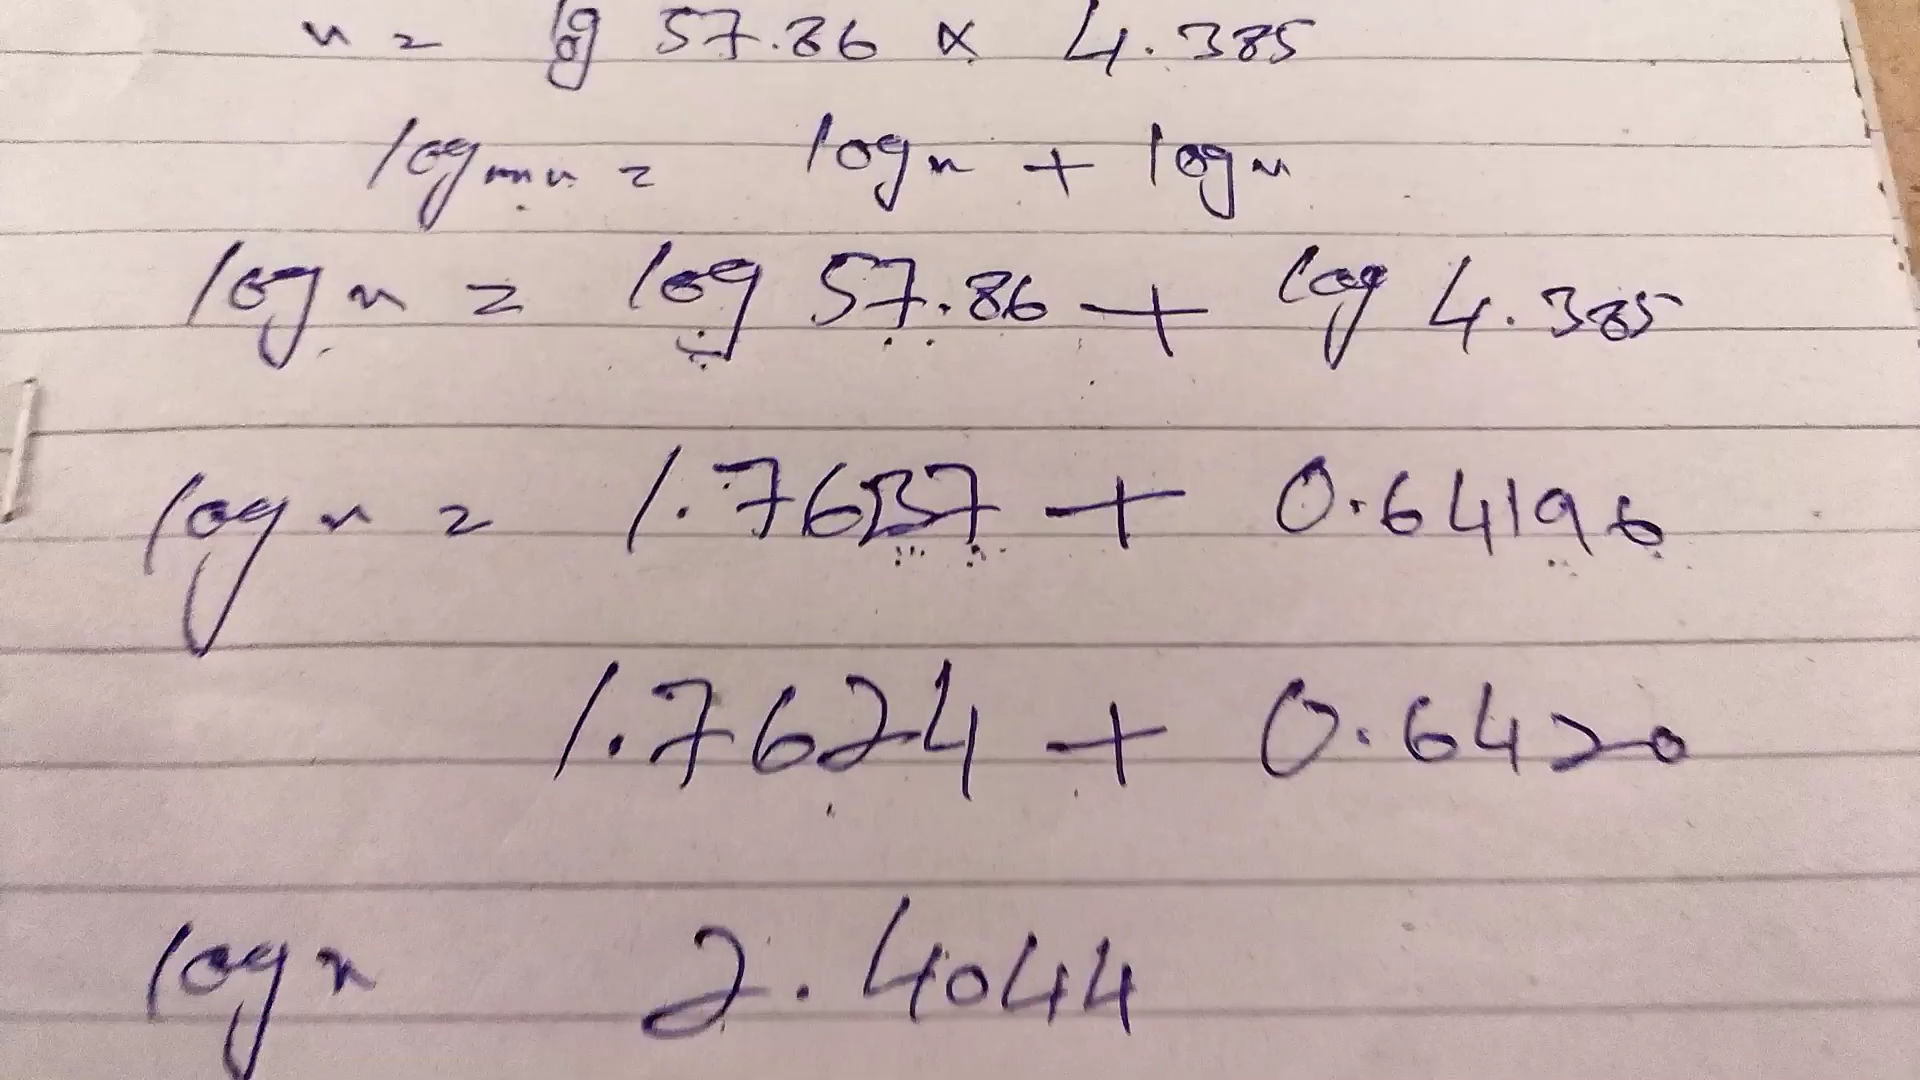 x = log 57.86 × 4.385
log mn = log m + log n
log x = log 57.86 + log 4.385
log x = 1.7637 + 0.64196
1.7624 + 0.6420
log x 2.4044